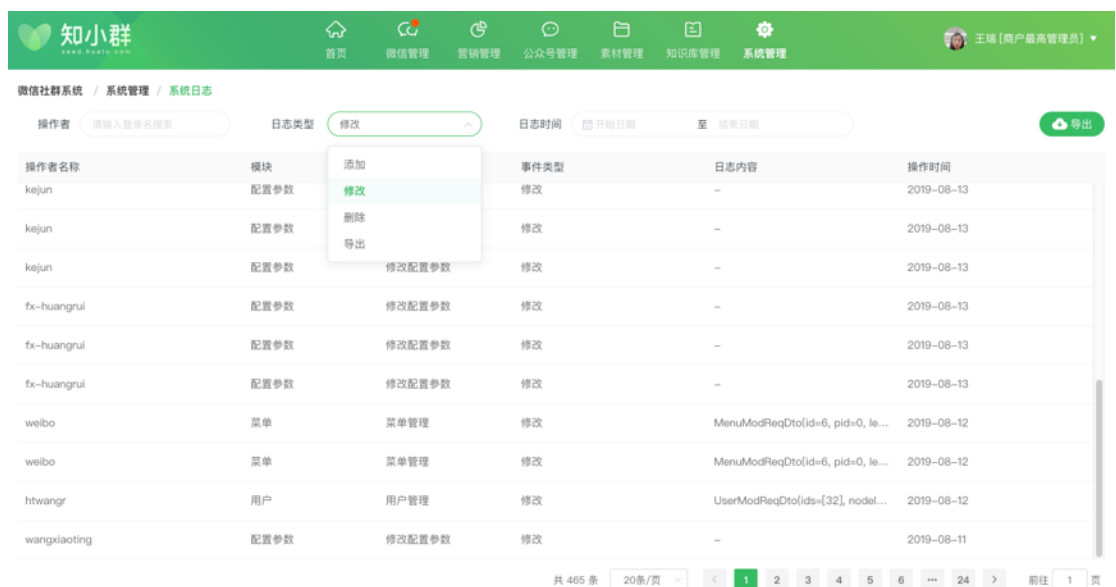 知小群
seed.huatu.com
首页 微信管理 营销管理 公众号管理 素材管理 知识库管理 系统管理
王瑞 [商户最高管理员] ▼
微信社群系统 / 系统管理 / 系统日志
操作者 请输入登录名搜索 日志类型 修改 日志时间 开始日期 至 结束日期 导出
操作者名称 模块 事件类型 日志内容 操作时间
添加
修改
删除
导出
kejun 配置参数 修改 – 2019-08-13
kejun 配置参数 修改 – 2019-08-13
kejun 配置参数 修改配置参数 修改 – 2019-08-13
fx-huangrui 配置参数 修改配置参数 修改 – 2019-08-13
fx-huangrui 配置参数 修改配置参数 修改 – 2019-08-13
fx-huangrui 配置参数 修改配置参数 修改 – 2019-08-13
weibo 菜单 菜单管理 修改 MenuModReqDto(id=6, pid=0, le... 2019-08-12
weibo 菜单 菜单管理 修改 MenuModReqDto(id=6, pid=0, le... 2019-08-12
htwangr 用户 用户管理 修改 UserModReqDto(ids=[32], nodeI... 2019-08-12
wangxiaoting 配置参数 修改配置参数 修改 – 2019-08-11
共 465 条 20条/页 < 1 2 3 4 5 6 ··· 24 > 前往 1 页